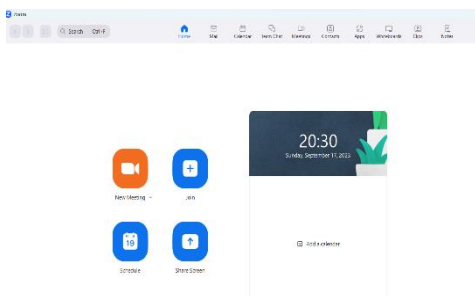 Search Ctrl+F
Home Mail Calendar Team Chat Meetings Contacts Apps Whiteboards Clips Notes
20:30
Sunday, September 17, 2023
New Meeting
Join
19
Add a calendar
Schedule
Share Screen